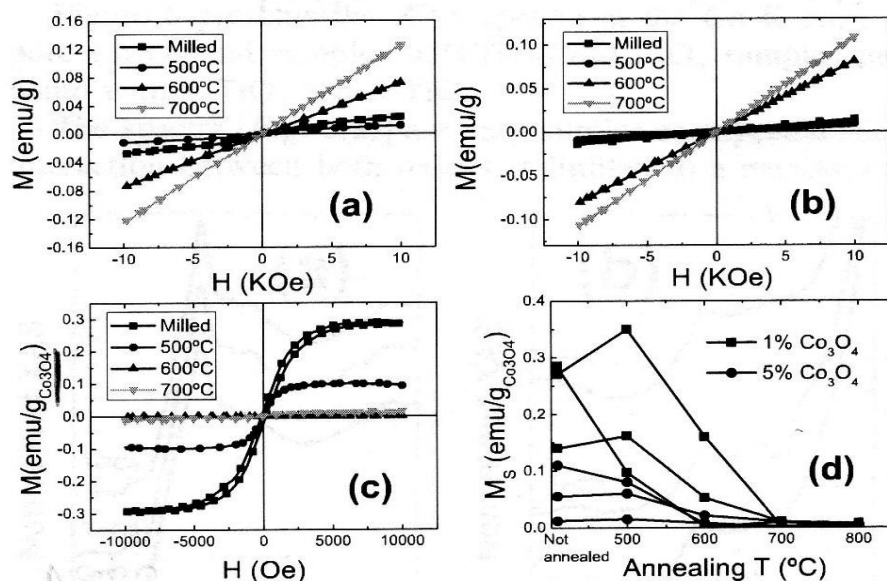 0.16
0.12
0.08
0.04
0.00
-0.04
-0.08
-0.12
0.16
M (emu/g)
Milled
500ºC
600ºC
700ºC
(a)
-10
-5
0
5
10
H (KOe)
0.10
0.05
0.00
-0.05
-0.10
M(emu/g)
Milled
500ºC
600ºC
700ºC
(b)
-10
-5
0
5
10
H (KOe)
0.3
0.2
0.1
0.0
-0.1
-0.2
-0.3
M(emu/gCo3O4)
Milled
500ºC
600ºC
700ºC
(c)
-10000
-5000
0
5000
10000
H (Oe)
0.4
0.3
0.2
0.1
0.0
MS (emu/gCo3O4)
1% Co3O4
5% Co3O4
(d)
Not
annealed
500
600
700
800
Annealing T (ºC)